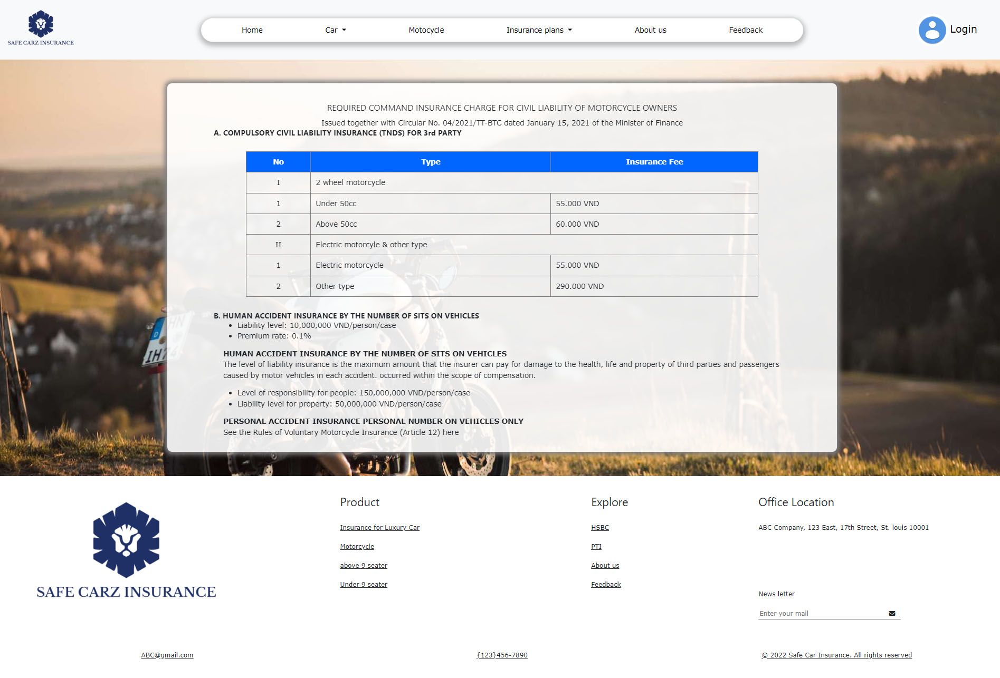 SAFE CARZ INSURANCE
Home
Car
Motocycle
Insurance plans
About us
Feedback
Login
REQUIRED COMMAND INSURANCE CHARGE FOR CIVIL LIABILITY OF MOTORCYCLE OWNERS
Issued together with Circular No. 04/2021/TT-BTC dated January 15, 2021 of the Minister of Finance
A. COMPULSORY CIVIL LIABILITY INSURANCE (TNDS) FOR 3rd PARTY
No Type Insurance Fee
I 2 wheel motorcycle
1 Under 50cc 55.000 VND
2 Above 50cc 60.000 VND
II Electric motorcyle & other type
1 Electric motorcycle 55.000 VND
2 Other type 290.000 VND
B. HUMAN ACCIDENT INSURANCE BY THE NUMBER OF SITS ON VEHICLES
• Liability level: 10,000,000 VND/person/case
• Premium rate: 0.1%
HUMAN ACCIDENT INSURANCE BY THE NUMBER OF SITS ON VEHICLES
The level of liability insurance is the maximum amount that the insurer can pay for damage to the health, life and property of third parties and passengers
caused by motor vehicles in each accident. occurred within the scope of compensation.
• Level of responsibility for people: 150,000,000 VND/person/case
• Liability level for property: 50,000,000 VND/person/case
PERSONAL ACCIDENT INSURANCE PERSONAL NUMBER ON VEHICLES ONLY
See the Rules of Voluntary Motorcycle Insurance (Article 12) here
SAFE CARZ INSURANCE
Product
Insurance for Luxury Car
Motorcycle
above 9 seater
Under 9 seater
Explore
HSBC
PTI
About us
Feedback
Office Location
ABC Company, 123 East, 17th Street, St. louis 10001
News letter
Enter your mail
ABC@gmail.com
{123}456-7890
© 2022 Safe Car Insurance. All rights reserved